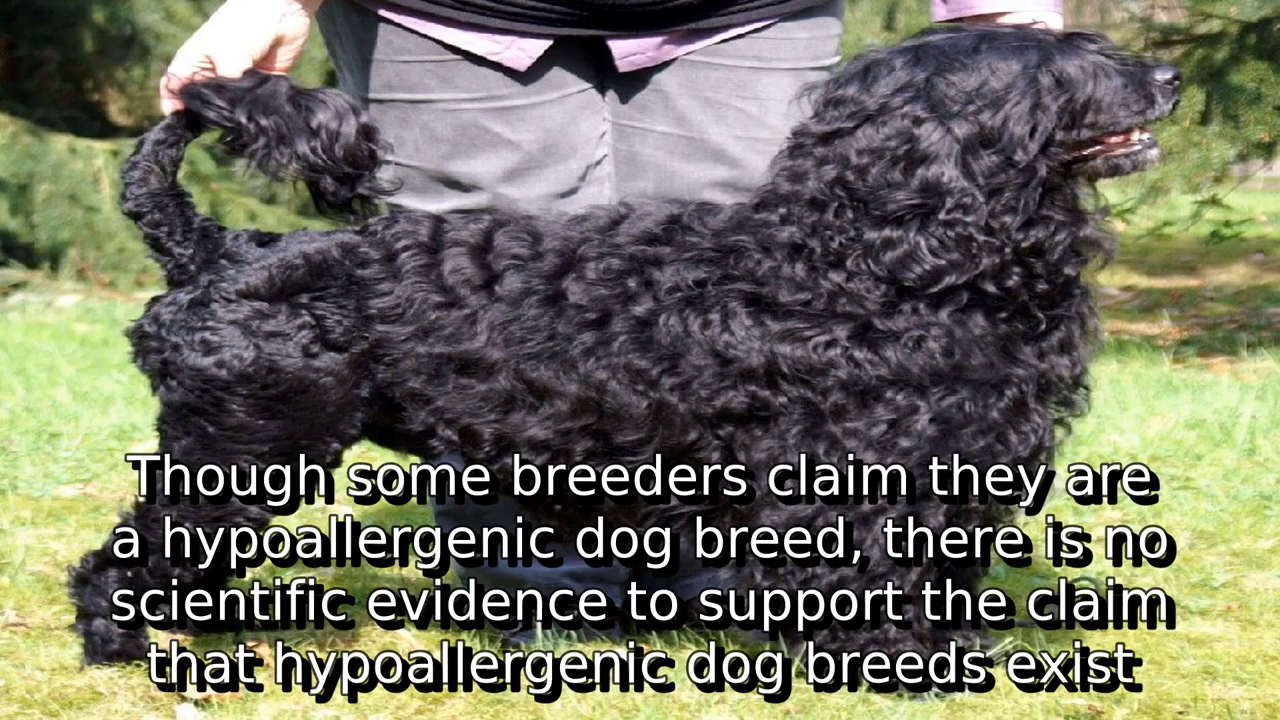 Though some breeders claim they are
a hypoallergenic dog breed, there is no
scientific evidence to support the claim
that hypoallergenic dog breeds exist